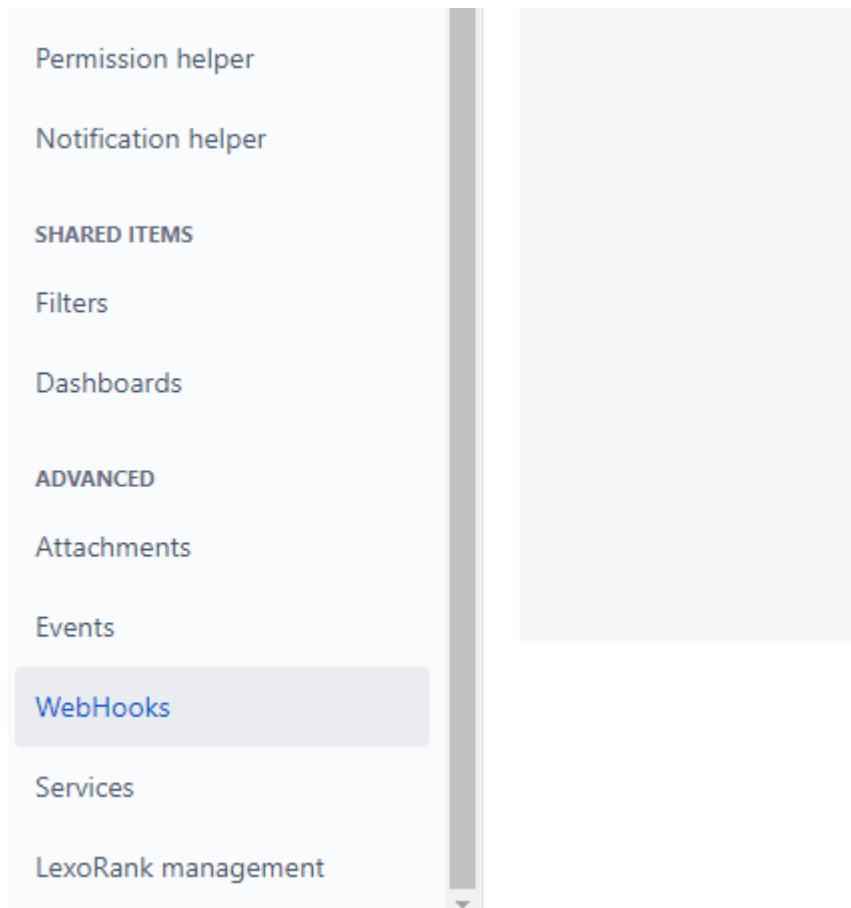 Permission helper
Notification helper
SHARED ITEMS
Filters
Dashboards
ADVANCED
Attachments
Events
WebHooks
Services
LexoRank management